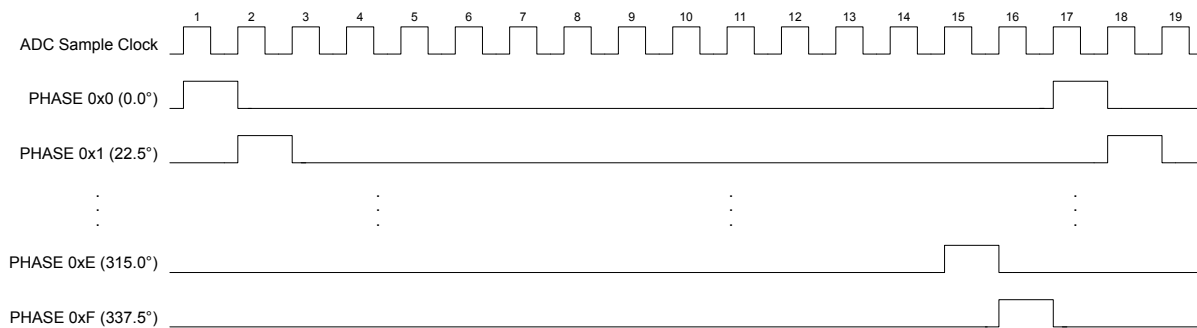 1 2 3 4 5 6 7 8 9 10 11 12 13 14 15 16 17 18 19
ADC Sample Clock
PHASE 0x0 (0.0°)
PHASE 0x1 (22.5°)
PHASE 0xE (315.0°)
PHASE 0xF (337.5°)